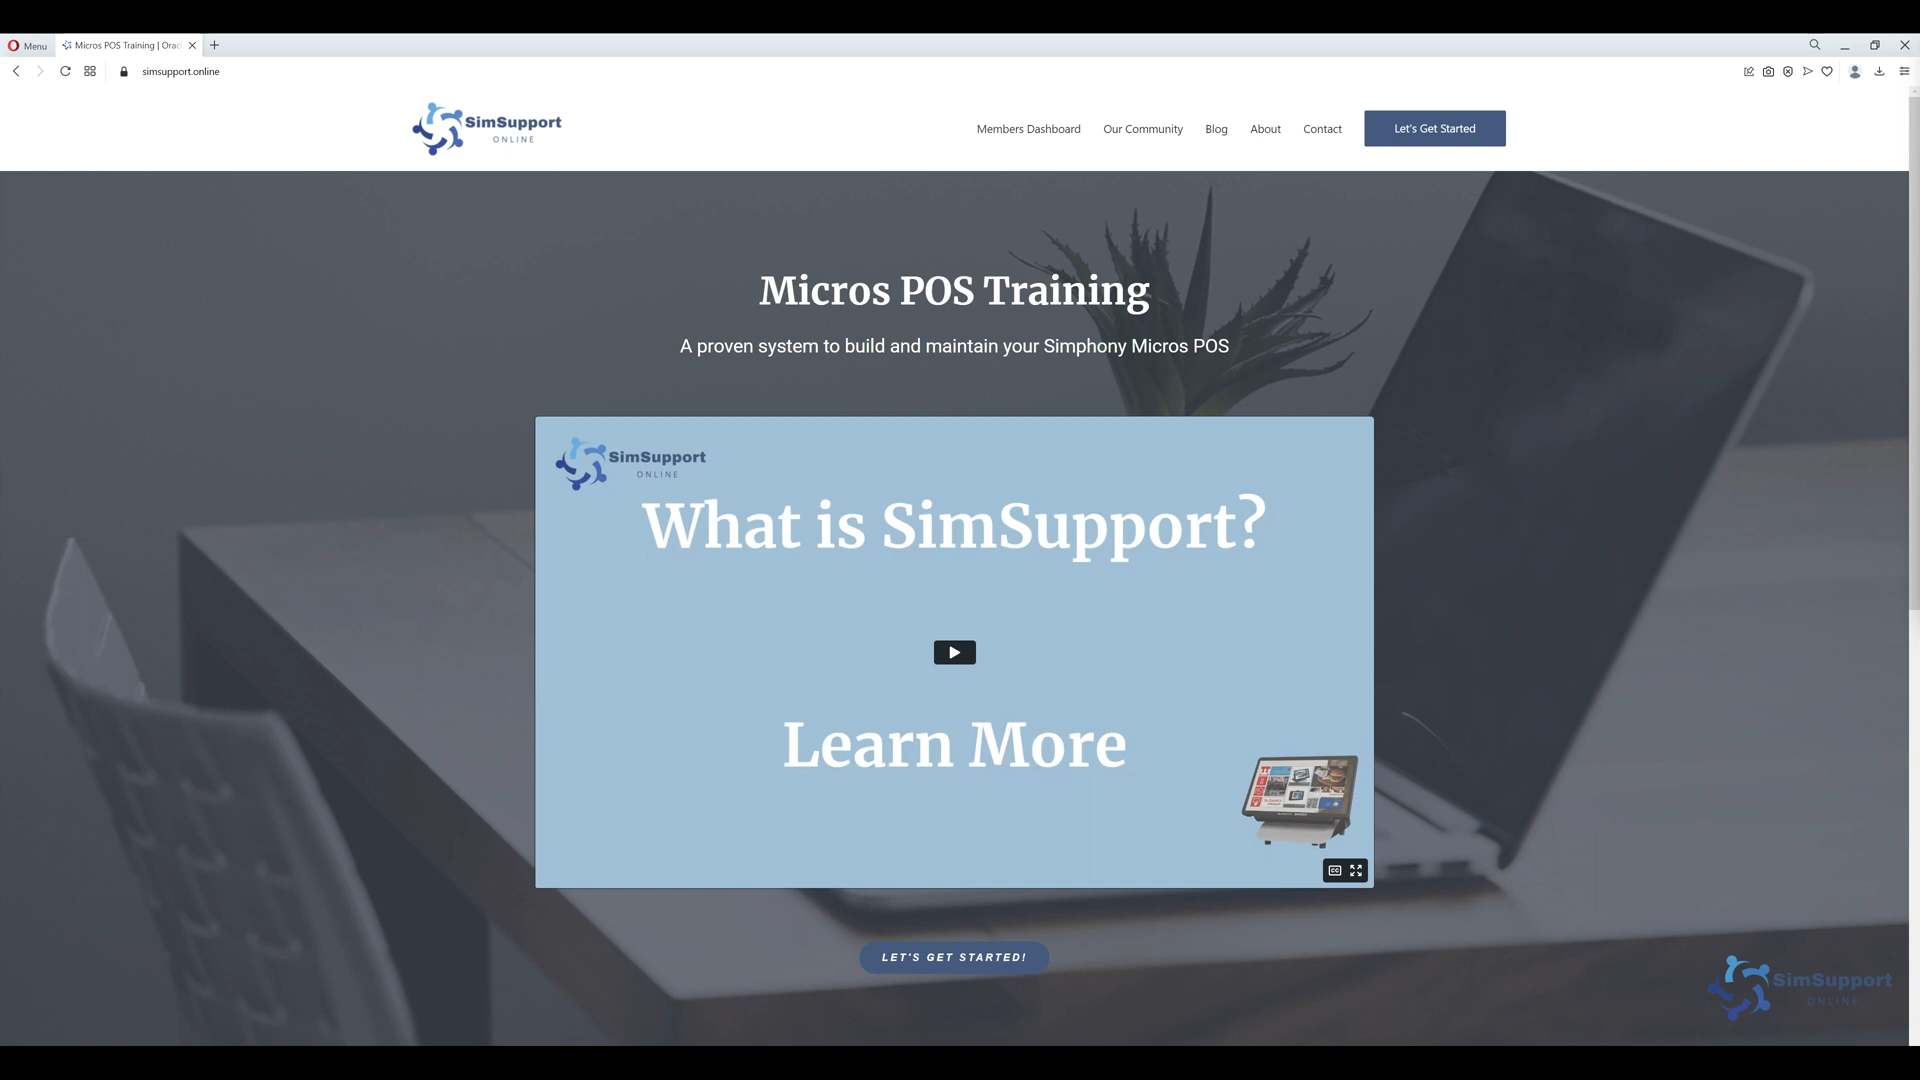 Menu
Micros POS Training | Orac
simsupport.online
SimSupport
ONLINE
Members Dashboard
Our Community
Blog
About
Contact
Let's Get Started
Micros POS Training
A proven system to build and maintain your Simphony Micros POS
SimSupport
ONLINE
What is SimSupport?
Learn More
CC
LET'S GET STARTED!
SimSupport
ONLINE